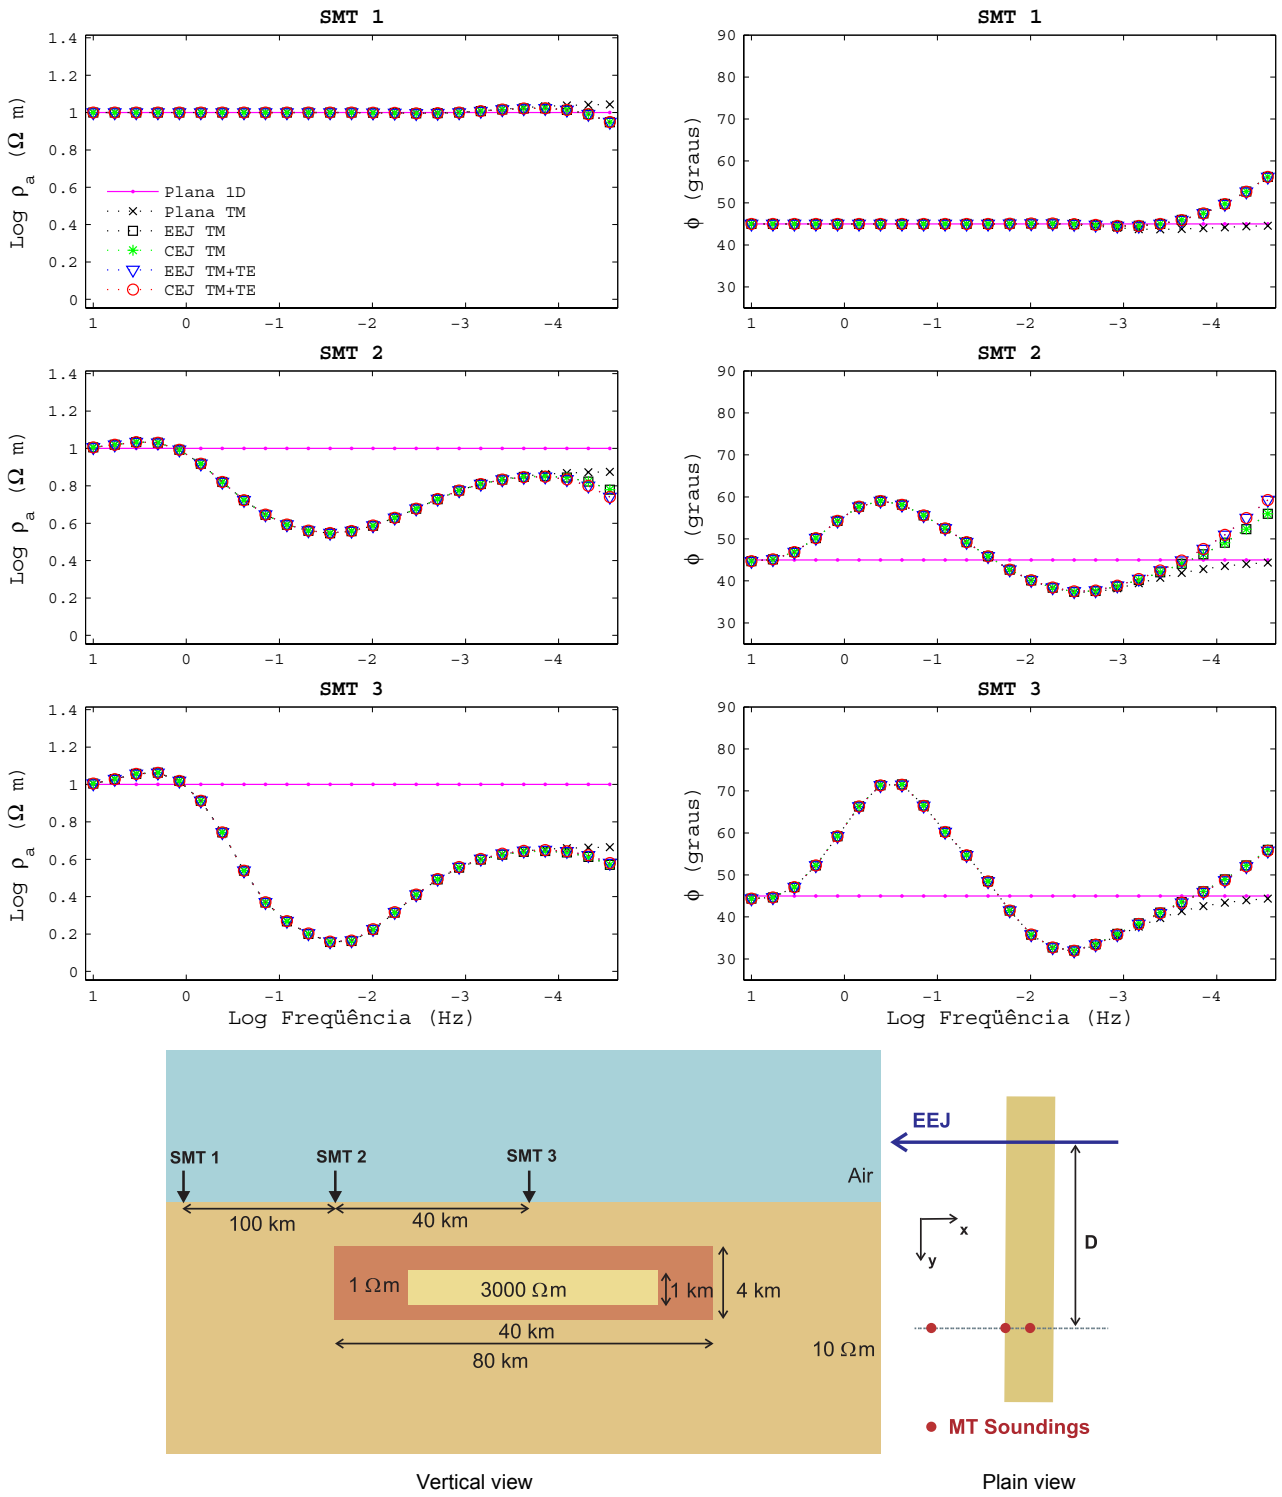 SMT 1
Log ρa (Ω m)
1.4
1.2
1
0.8
0.6
0.4
0.2
0
Plana 1D
Plana TM
EEJ TM
CEJ TM
EEJ TM+TE
CEJ TM+TE
1 0 -1 -2 -3 -4
SMT 1
ϕ (graus)
90
80
70
60
50
40
30
1 0 -1 -2 -3 -4
SMT 2
Log ρa (Ω m)
1.4
1.2
1
0.8
0.6
0.4
0.2
0
1 0 -1 -2 -3 -4
SMT 2
ϕ (graus)
90
80
70
60
50
40
30
1 0 -1 -2 -3 -4
SMT 3
Log ρa (Ω m)
1.4
1.2
1
0.8
0.6
0.4
0.2
0
1 0 -1 -2 -3 -4
Log Freqüência (Hz)
SMT 3
ϕ (graus)
90
80
70
60
50
40
30
1 0 -1 -2 -3 -4
Log Freqüência (Hz)
SMT 1 SMT 2 SMT 3
Air
100 km 40 km
1 Ωm 3000 Ωm 1 km 4 km
40 km
80 km
10 Ωm
Vertical view
EEJ
x
y
D
MT Soundings
Plain view